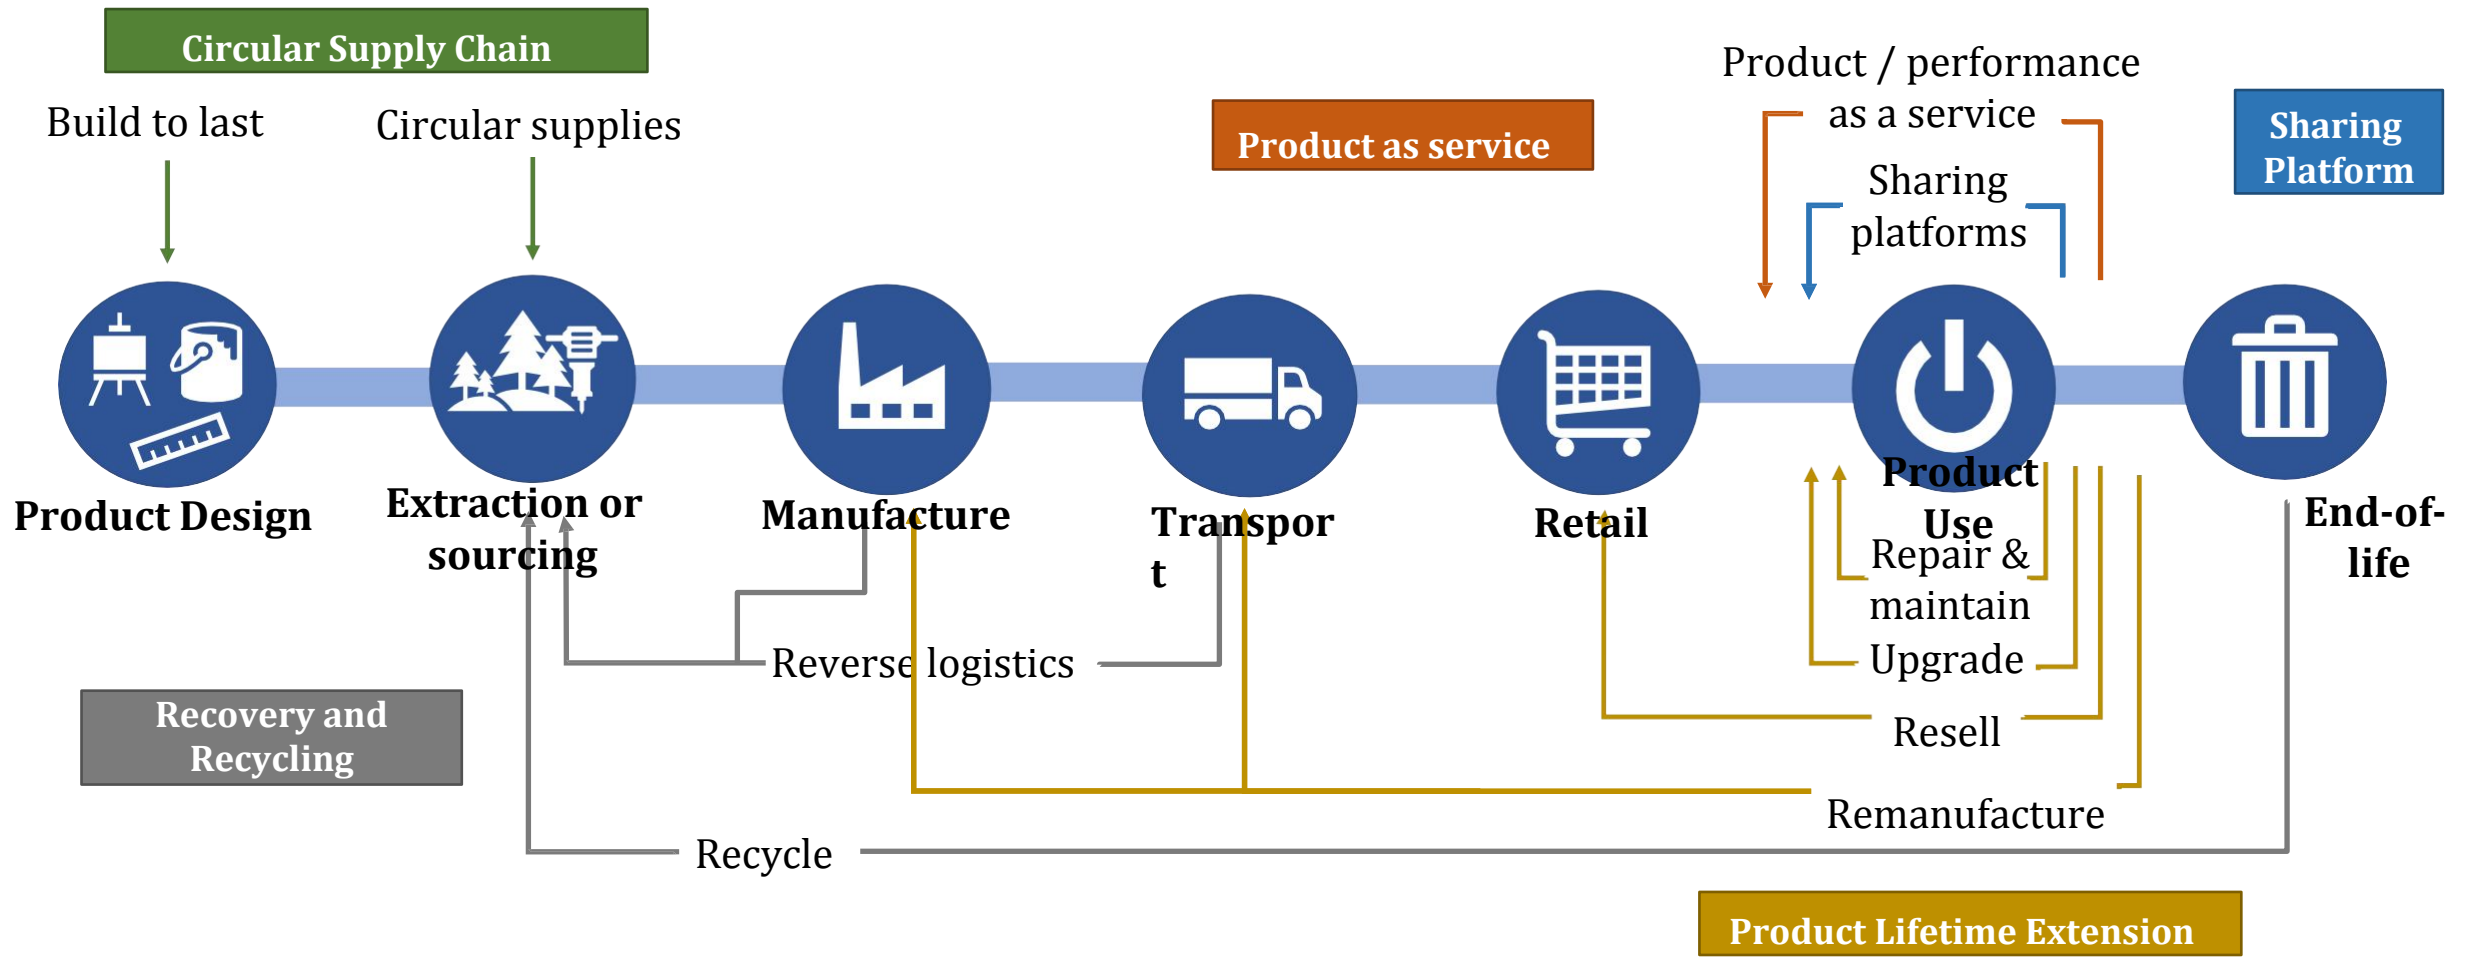 Circular Supply Chain
Build to last
Circular supplies
Product as service
Product / performance
as a service
Sharing
platforms
Sharing
Platform
Product Design
Extraction or
sourcing
Manufacture
Transpor
t
Retail
Product
Use
End-of-
life
Repair &
maintain
Upgrade
Reverse logistics
Resell
Recovery and
Recycling
Remanufacture
Recycle
Product Lifetime Extension